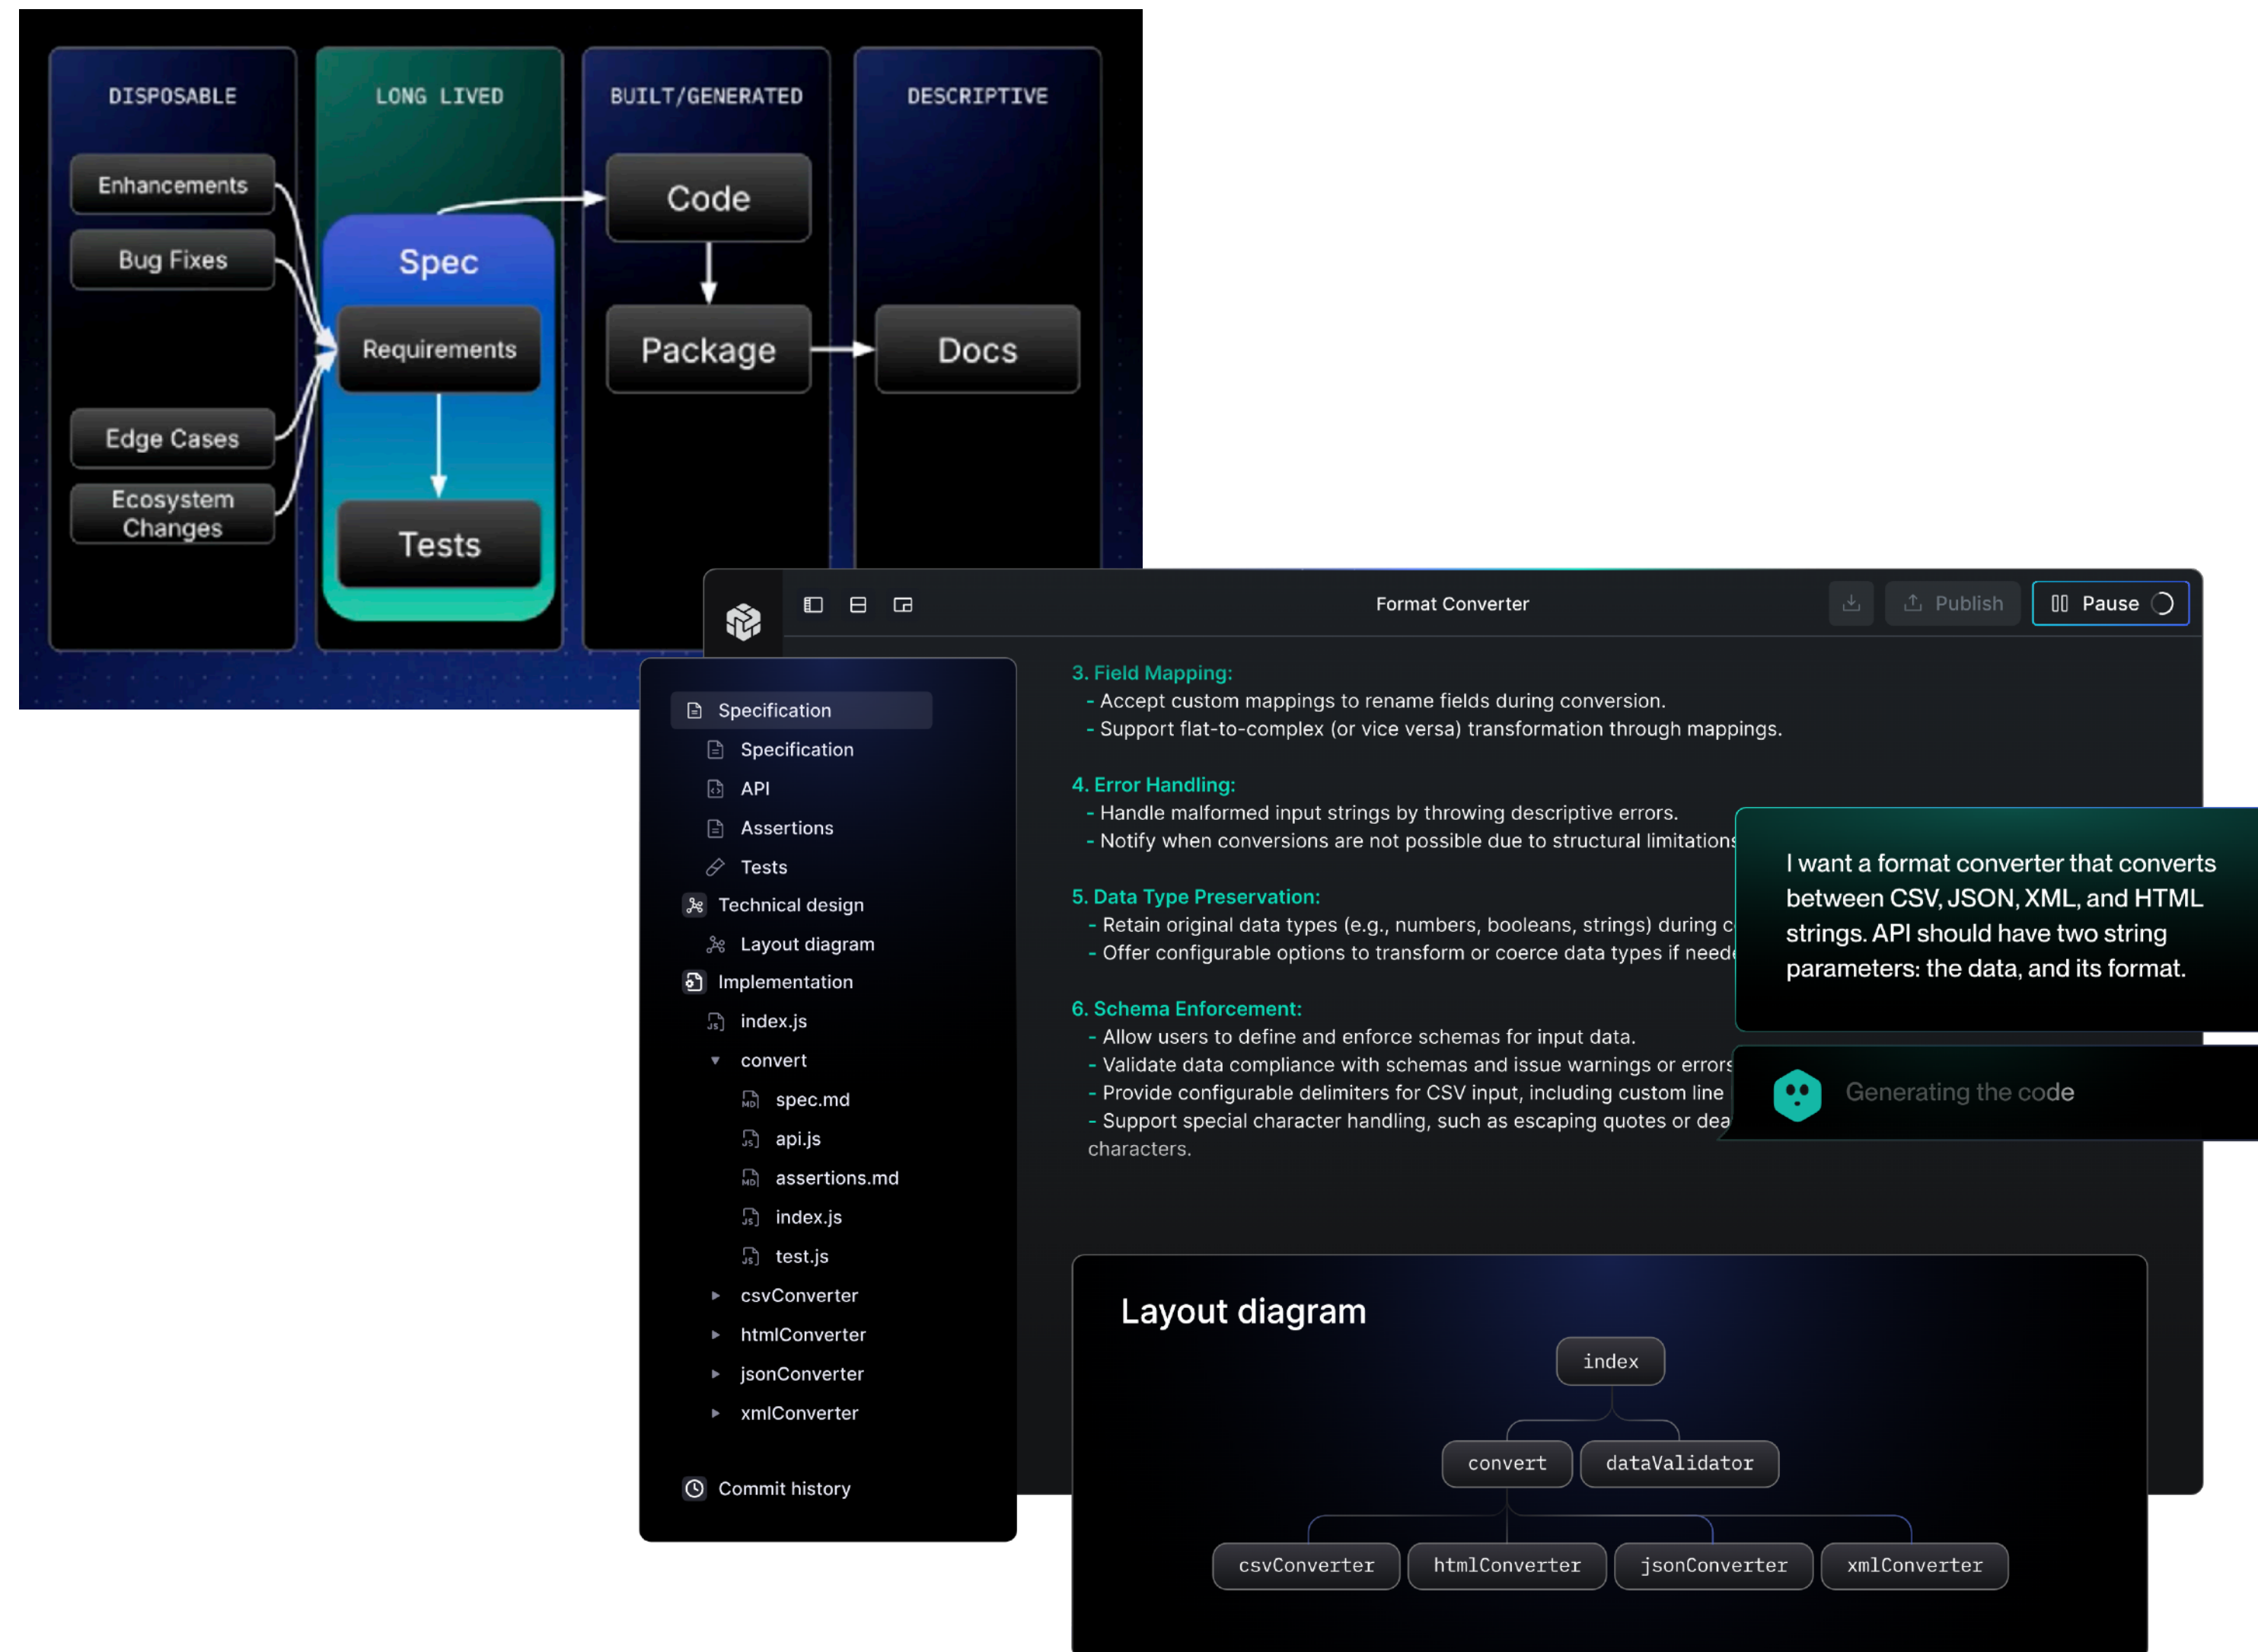 DISPOSABLE
LONG LIVED
BUILT/GENERATED
DESCRIPTIVE
Enhancements
Bug Fixes
Edge Cases
Ecosystem
Changes
Spec
Requirements
Tests
Code
Package
Docs
Format Converter
Publish
Pause
Specification
Specification
API
Assertions
Tests
Technical design
Layout diagram
Implementation
index.js
convert
spec.md
api.js
assertions.md
index.js
test.js
csvConverter
htmlConverter
jsonConverter
xmlConverter
Commit history
3. Field Mapping:
- Accept custom mappings to rename fields during conversion.
- Support flat-to-complex (or vice versa) transformation through mappings.
4. Error Handling:
- Handle malformed input strings by throwing descriptive errors.
- Notify when conversions are not possible due to structural limitations
5. Data Type Preservation:
- Retain original data types (e.g., numbers, booleans, strings) during
- Offer configurable options to transform or coerce data types if
6. Schema Enforcement:
- Allow users to define and enforce schemas for input data.
- Validate data compliance with schemas and issue warnings or errors
- Provide configurable delimiters for CSV input, including custom line
- Support special character handling, such as escaping quotes or
characters.
I want a format converter that converts
between CSV, JSON, XML, and HTML
strings. API should have two string
parameters: the data, and its format.
Generating the code
Layout diagram
index
convert
dataValidator
csvConverter
htmlConverter
jsonConverter
xmlConverter